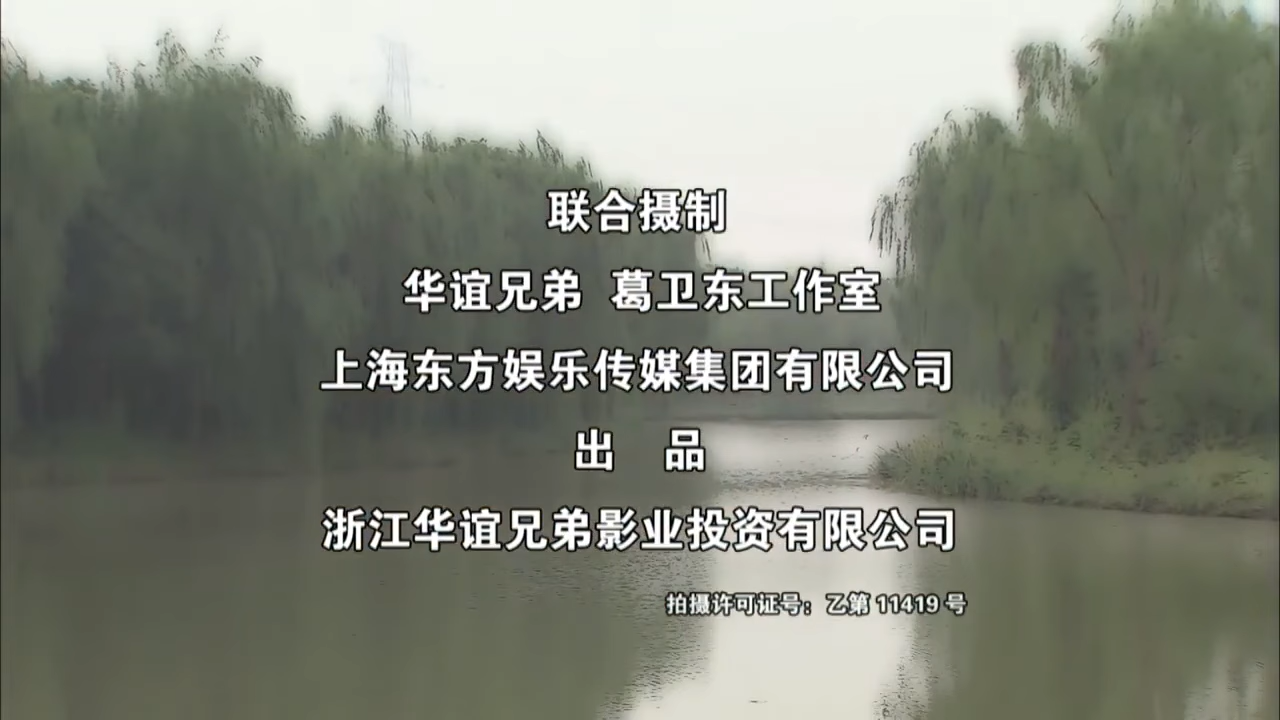 联合摄制
华谊兄弟 葛卫东工作室
上海东方娱乐传媒集团有限公司
出 品
浙江华谊兄弟影业投资有限公司
拍摄许可证号：乙第 11419 号